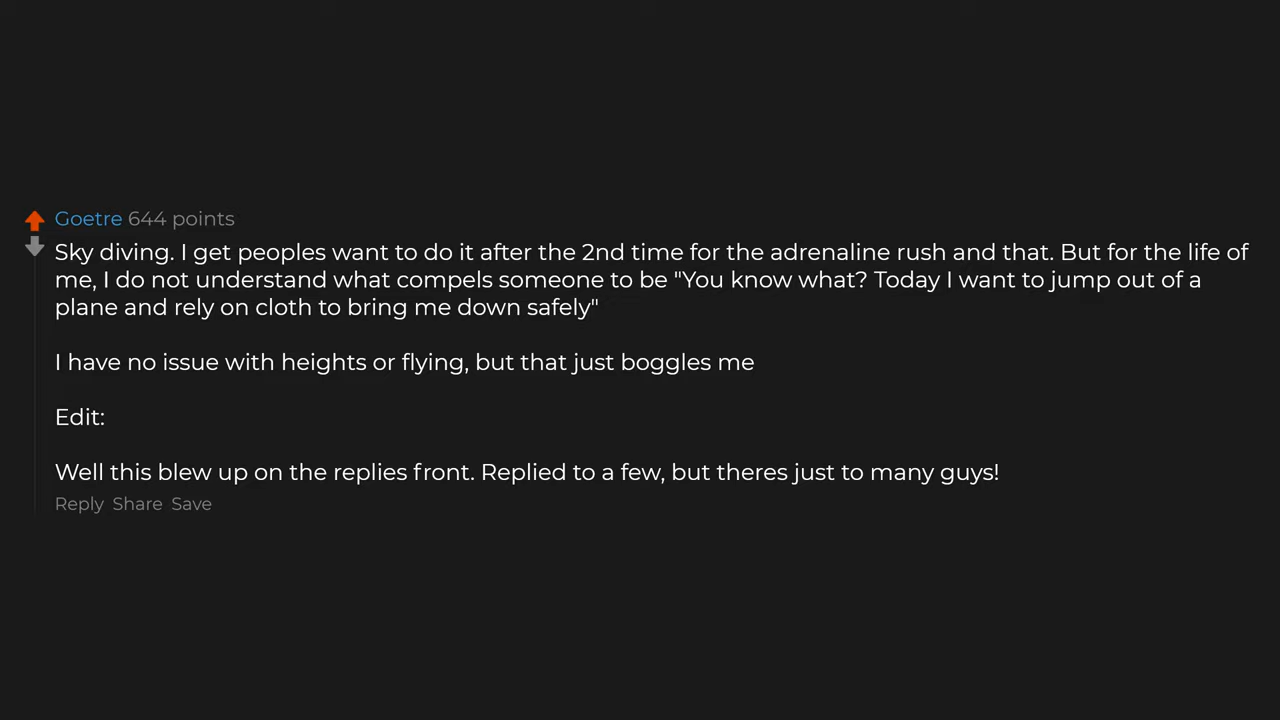 Goetre 644 points
Sky diving. I get peoples want to do it after the 2nd time for the adrenaline rush and that. But for the life of
me, I do not understand what compels someone to be "You know what? Today I want to jump out of a
plane and rely on cloth to bring me down safely"
I have no issue with heights or flying, but that just boggles me
Edit:
Well this blew up on the replies front. Replied to a few, but theres just to many guys!
Reply Share Save